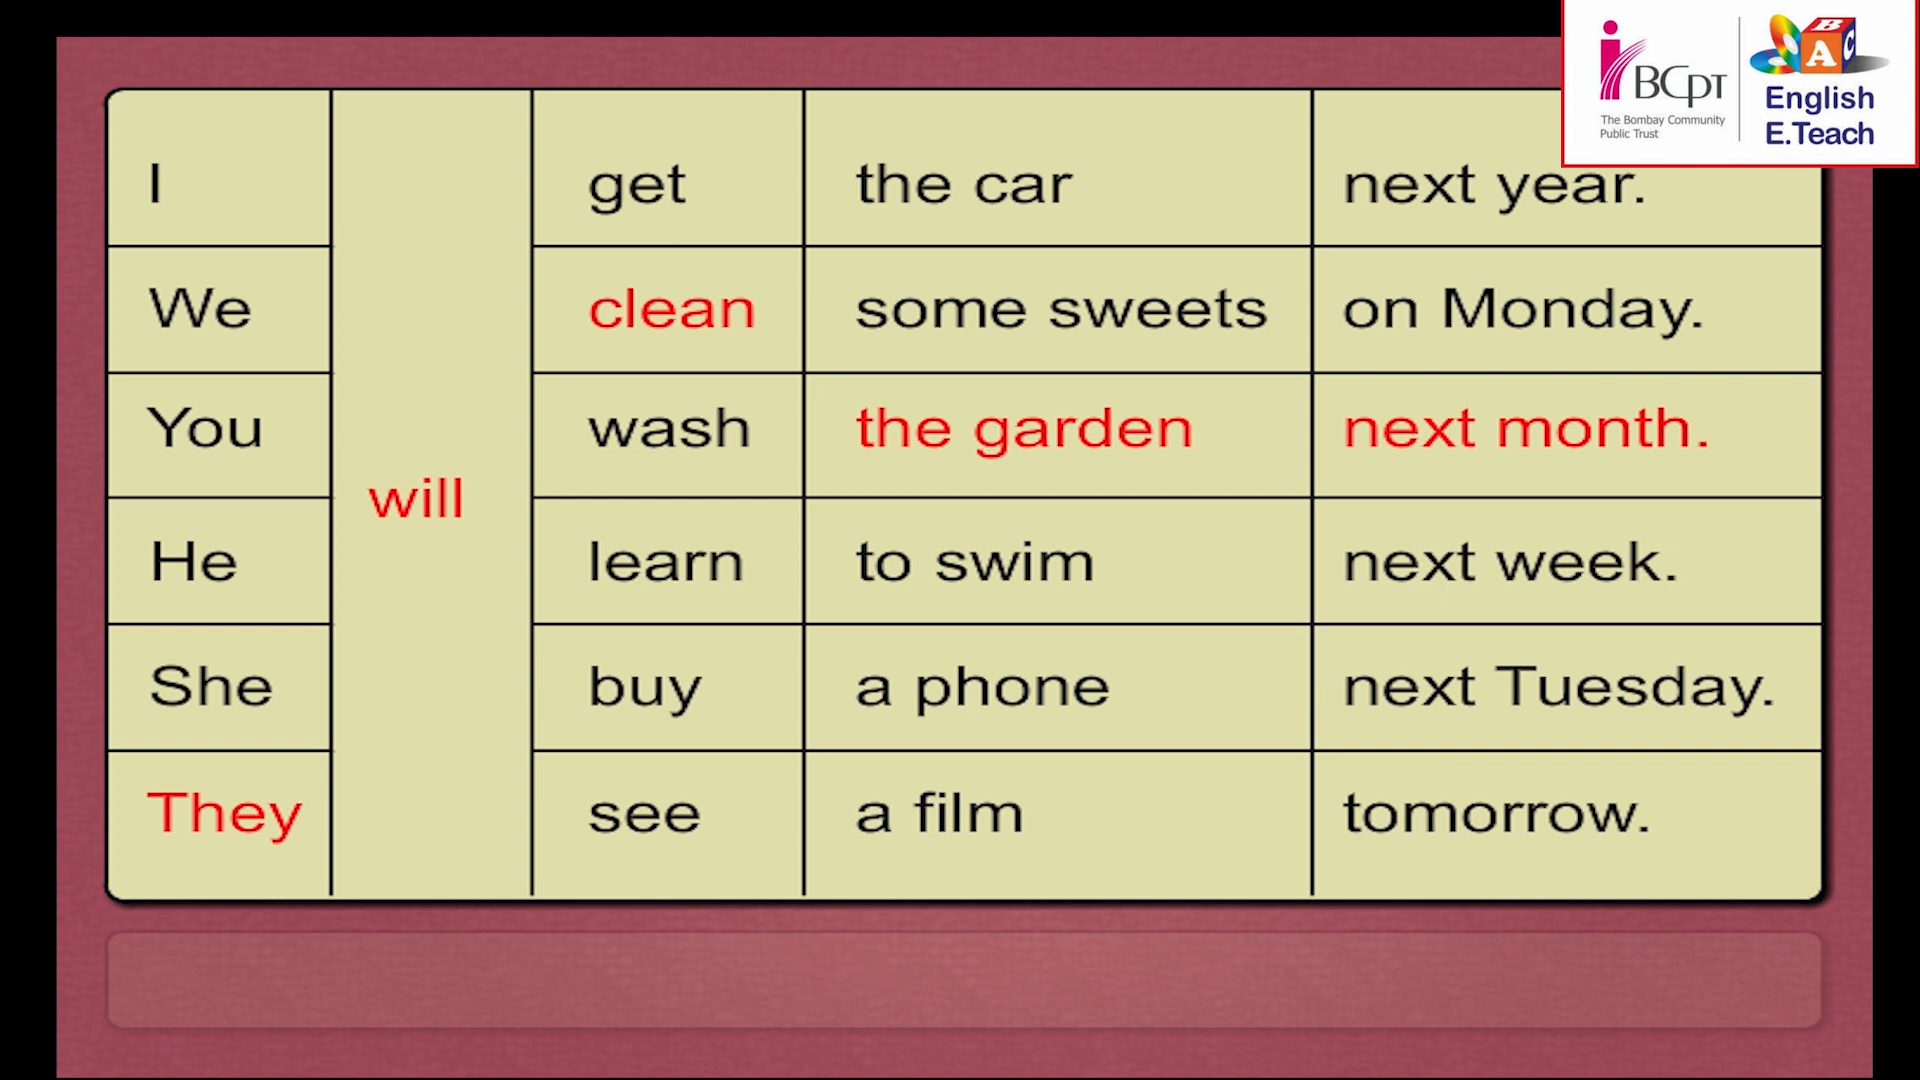 I get the car next year.
We clean some sweets on Monday.
You wash the garden next month.
will
He learn to swim next week.
She buy a phone next Tuesday.
They see a film tomorrow.
BCPT
The Bombay Community
Public Trust
A B C
English
E.Teach